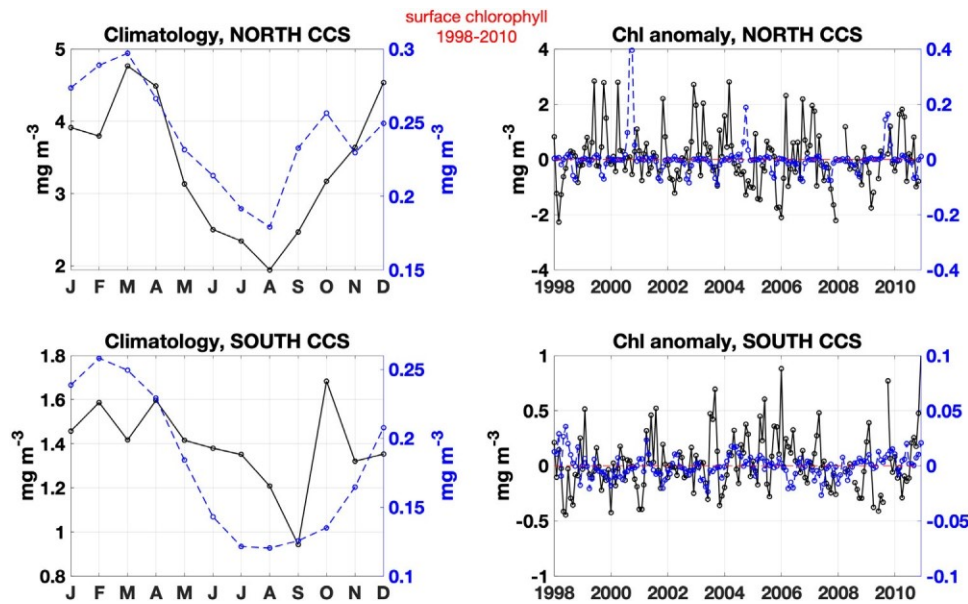 surface chlorophyll
1998-2010
Climatology, NORTH CCS
5
4
3
2
mg m⁻³
0.3
0.25
0.2
0.15
mg m⁻³
J F M A M J J A S O N D
Chl anomaly, NORTH CCS
4
2
0
-2
-4
mg m⁻³
0.4
0.2
0
-0.2
-0.4
1998 2000 2002 2004 2006 2008 2010
Climatology, SOUTH CCS
1.8
1.6
1.4
1.2
1
0.8
mg m⁻³
0.25
0.2
0.15
0.1
mg m⁻³
J F M A M J J A S O N D
Chl anomaly, SOUTH CCS
1
0.5
0
-0.5
-1
mg m⁻³
0.1
0.05
0
-0.05
-0.1
1998 2000 2002 2004 2006 2008 2010